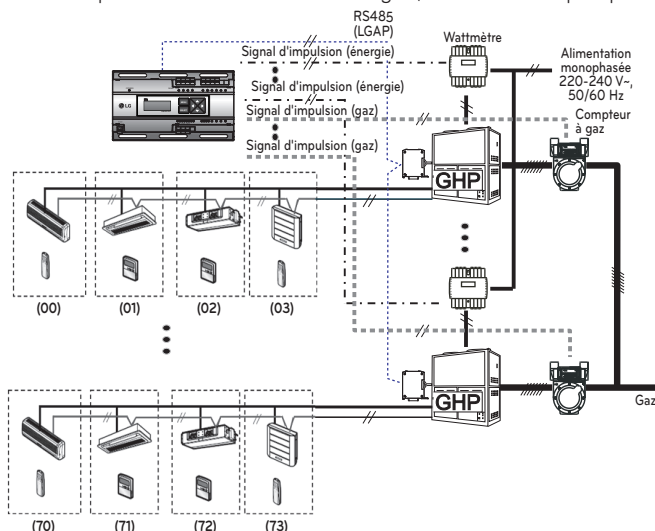 RS485
(LGAP)
Wattmètre
Signal d'impulsion (énergie)
Alimentation
monophasée
220-240 V~,
50/60 Hz
Signal d'impulsion (énergie)
LG
Signal d'impulsion (gaz)
Compteur
à gaz
Signal d'impulsion (gaz)
GHP
(00)
(01)
(02)
(03)
GHP
Gaz
(70)
(71)
(72)
(73)